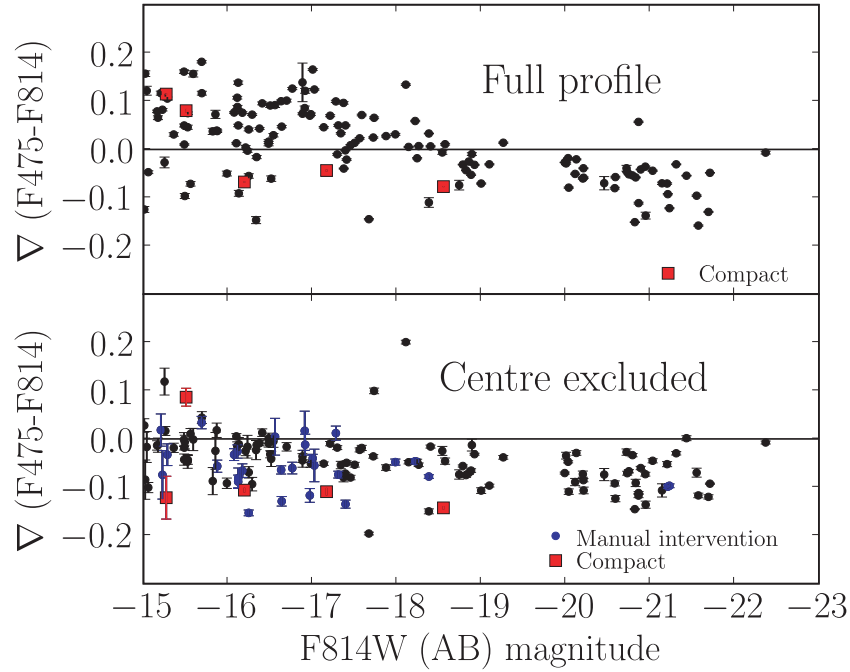 0.2
0.1
0.0
−0.1
−0.2
∇ (F475-F814)
Full profile
Compact
0.2
0.1
0.0
−0.1
−0.2
∇ (F475-F814)
Centre excluded
Manual intervention
Compact
−15 −16 −17 −18 −19 −20 −21 −22 −23
F814W (AB) magnitude